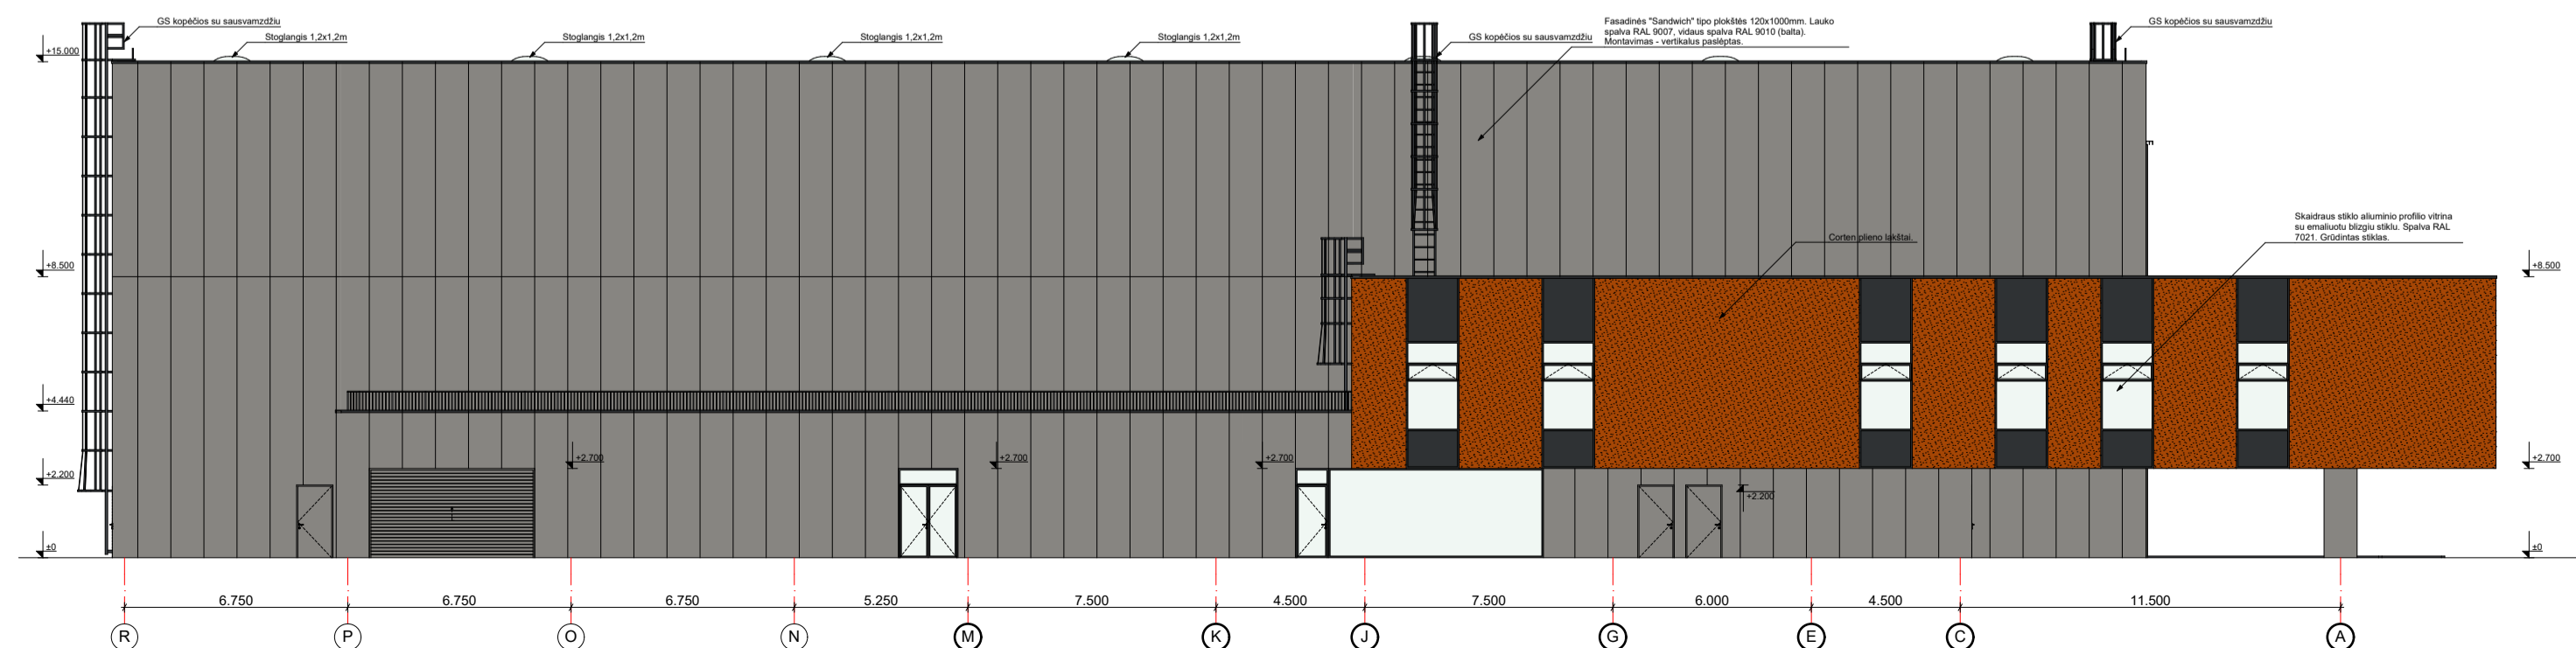 GS kopėčios su sausvamzdžiu
Stoglangis 1,2x1,2m
Stoglangis 1,2x1,2m
Stoglangis 1,2x1,2m
Stoglangis 1,2x1,2m
GS kopėčios su sausvamzdžiu
Fasadinės "Sandwich" tipo plokštės 120x1000mm. Lauko
spalva RAL 9007, vidaus spalva RAL 9010 (balta).
Montavimas - vertikalus paslėptas.
GS kopėčios su sausvamzdžiu
+15.000
Skaidraus stiklo aliuminio profilio vitrina
su emaliuotu blizgiu stiklu. Spalva RAL
7021. Grūdintas stiklas.
Corten plieno lakštai.
+8.500
+8.500
+4.440
+2.700
+2.700
+2.700
+2.700
+2.200
+2.200
±0
±0
6.750
6.750
6.750
5.250
7.500
4.500
7.500
6.000
4.500
11.500
R
P
O
N
M
K
J
G
E
C
A